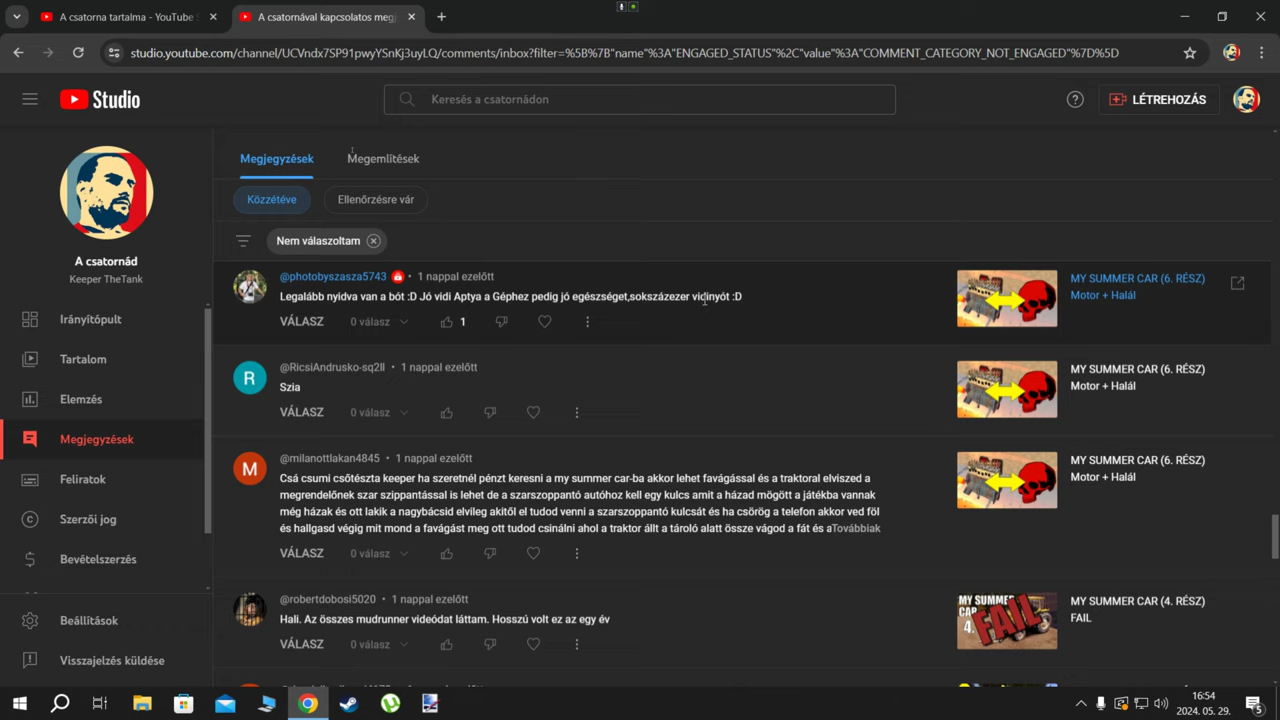 A csatorna tartalma - YouTube S
A csatornával kapcsolatos megj
studio.youtube.com/channel/UCVndx7SP91pwyYSnKj3uyLQ/comments/inbox?filter=%5B%7B"name"%3A"ENGAGED_STATUS"%2C"value"%3A"COMMENT_CATEGORY_NOT_ENGAGED"%7D%5D
Studio
Keresés a csatornádon
LÉTREHOZÁS
A csatornád
Keeper TheTank
Irányítópult
Tartalom
Elemzés
Megjegyzések
Feliratok
Szerzői jog
Bevételszerzés
Beállítások
Visszajelzés küldése
Megjegyzések
Megemlítések
Közzétéve
Ellenőrzésre vár
Nem válaszoltam
@photobyszasza5743 • 1 nappal ezelőtt
Legalább nyidva van a bót :D .Jó vidi Aptya a Géphez pedig jó egészséget,sokszázezer vidinyót :D
VÁLASZ 0 válasz 1
MY SUMMER CAR (6. RÉSZ)
Motor + Halál
R
@RicsiAndrusko-sq2ll • 1 nappal ezelőtt
Szia
VÁLASZ 0 válasz
MY SUMMER CAR (6. RÉSZ)
Motor + Halál
M
@milanottlakan4845 • 1 nappal ezelőtt
Csá csumi csőtészta keeper ha szeretnél pénzt keresni a my summer car-ba akkor lehet favágással és a traktoral elviszed a
megrendelőnek szar szippantással is lehet de a szarszoppantó autóhoz kell egy kulcs amit a házad mögött a játékba vannak
még házak és ott lakik a nagybácsid elvileg akitől el tudod venni a szarszoppantó kulcsát és ha csörög a telefon akkor ved föl
és hallgasd végig mit mond a favágást meg ott tudod csinálni ahol a traktor állt a tároló alatt össze vágod a fát és aTovábbiak
VÁLASZ 0 válasz
MY SUMMER CAR (6. RÉSZ)
Motor + Halál
@robertdobosi5020 • 1 nappal ezelőtt
Hali. Az összes mudrunner videódat láttam. Hosszú volt ez az egy év
VÁLASZ 0 válasz
MY SUMMER
CAR
4.
FAIL
MY SUMMER CAR (4. RÉSZ)
FAIL
16:54
2024. 05. 29.
5